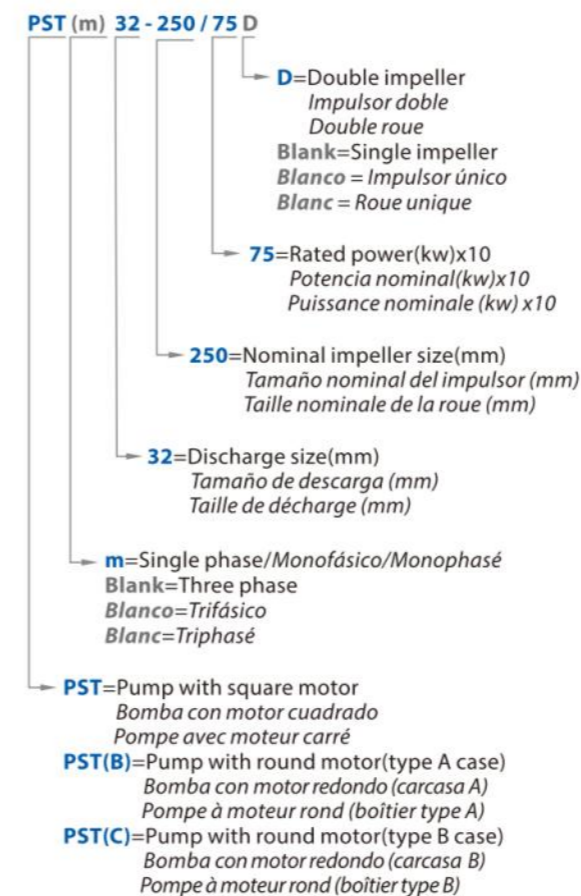 PST(m) 32-250/75D
D=Double impeller
Impulsor doble
Double roue
Blank=Single impeller
Blanco = Impulsor único
Blanc = Roue unique
75=Rated power(kw)x10
Potencia nominal(kw)x10
Puissance nominale (kw) x10
250=Nominal impeller size(mm)
Tamaño nominal del impulsor (mm)
Taille nominale de la roue (mm)
32=Discharge size(mm)
Tamaño de descarga (mm)
Taille de décharge (mm)
m=Single phase/Monofásico/Monophasé
Blank=Three phase
Blanco=Trifásico
Blanc=Triphasé
PST=Pump with square motor
Bomba con motor cuadrado
Pompe avec moteur carré
PST(B)=Pump with round motor(type A case)
Bomba con motor redondo (carcasa A)
Pompe à moteur rond (boîtier type A)
PST(C)=Pump with round motor(type B case)
Bomba con motor redondo (carcasa B)
Pompe à moteur rond (boîtier type B)